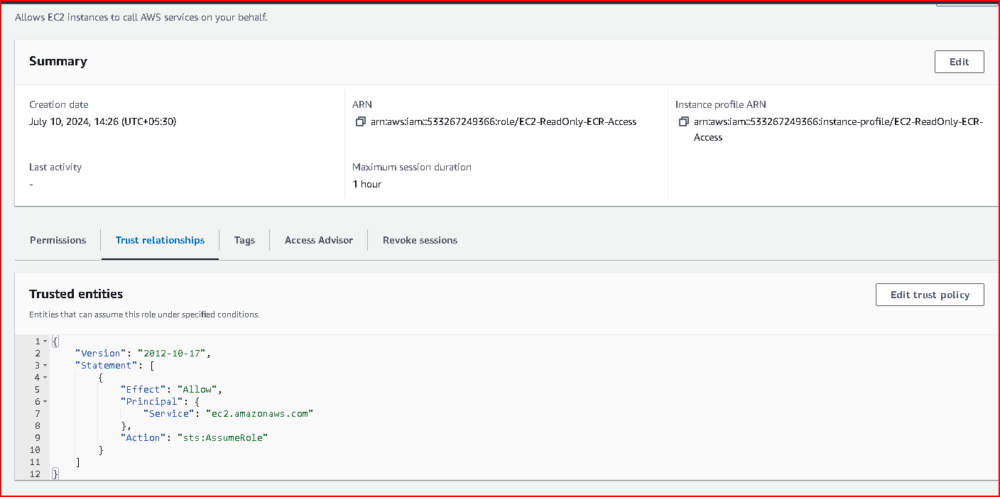 Allows EC2 instances to call AWS services on your behalf.
Summary
Edit
Creation date
July 10, 2024, 14:26 (UTC+05:30)
ARN
arn:aws:iam::533267249366:role/EC2-ReadOnly-ECR-Access
Instance profile ARN
arn:aws:iam::533267249366:instance-profile/EC2-ReadOnly-ECR-
Access
Last activity
-
Maximum session duration
1 hour
Permissions
Trust relationships
Tags
Access Advisor
Revoke sessions
Trusted entities
Edit trust policy
Entities that can assume this role under specified conditions.
1 {
2 "Version": "2012-10-17",
3 "Statement": [
4 {
5 "Effect": "Allow",
6 "Principal": {
7 "Service": "ec2.amazonaws.com"
8 },
9 "Action": "sts:AssumeRole"
10 }
11 ]
12 }